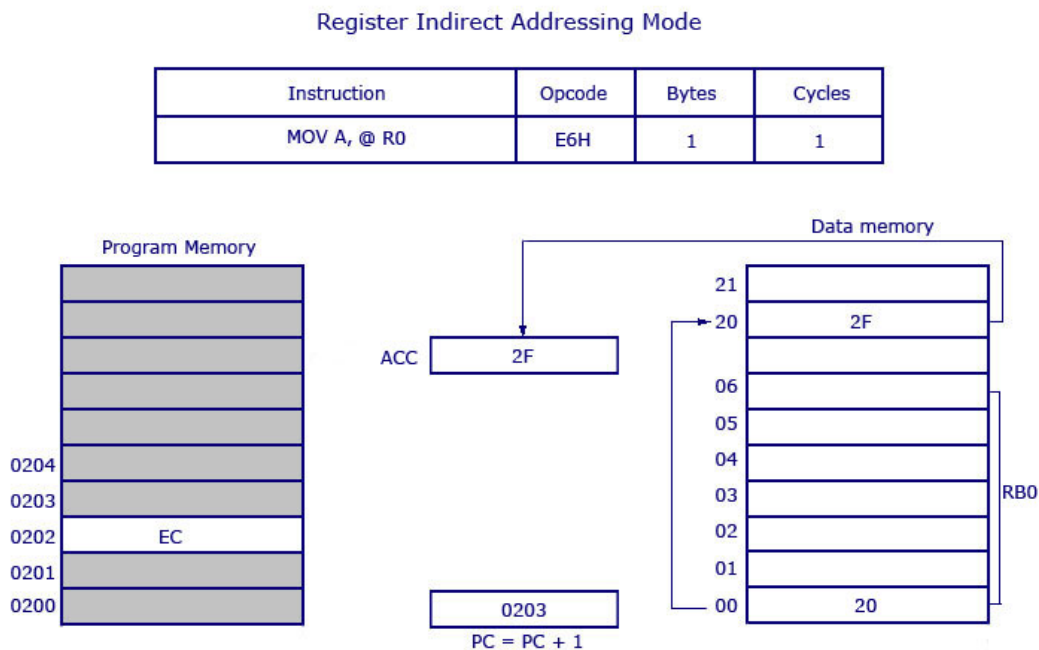 Register Indirect Addressing Mode
Instruction Opcode Bytes Cycles
MOV A, @ R0 E6H 1 1
Program Memory
0204
0203
0202 EC
0201
0200
ACC 2F
0203
PC = PC + 1
Data memory
21
20 2F
06
05
04
03
02
01
00 20
RB0